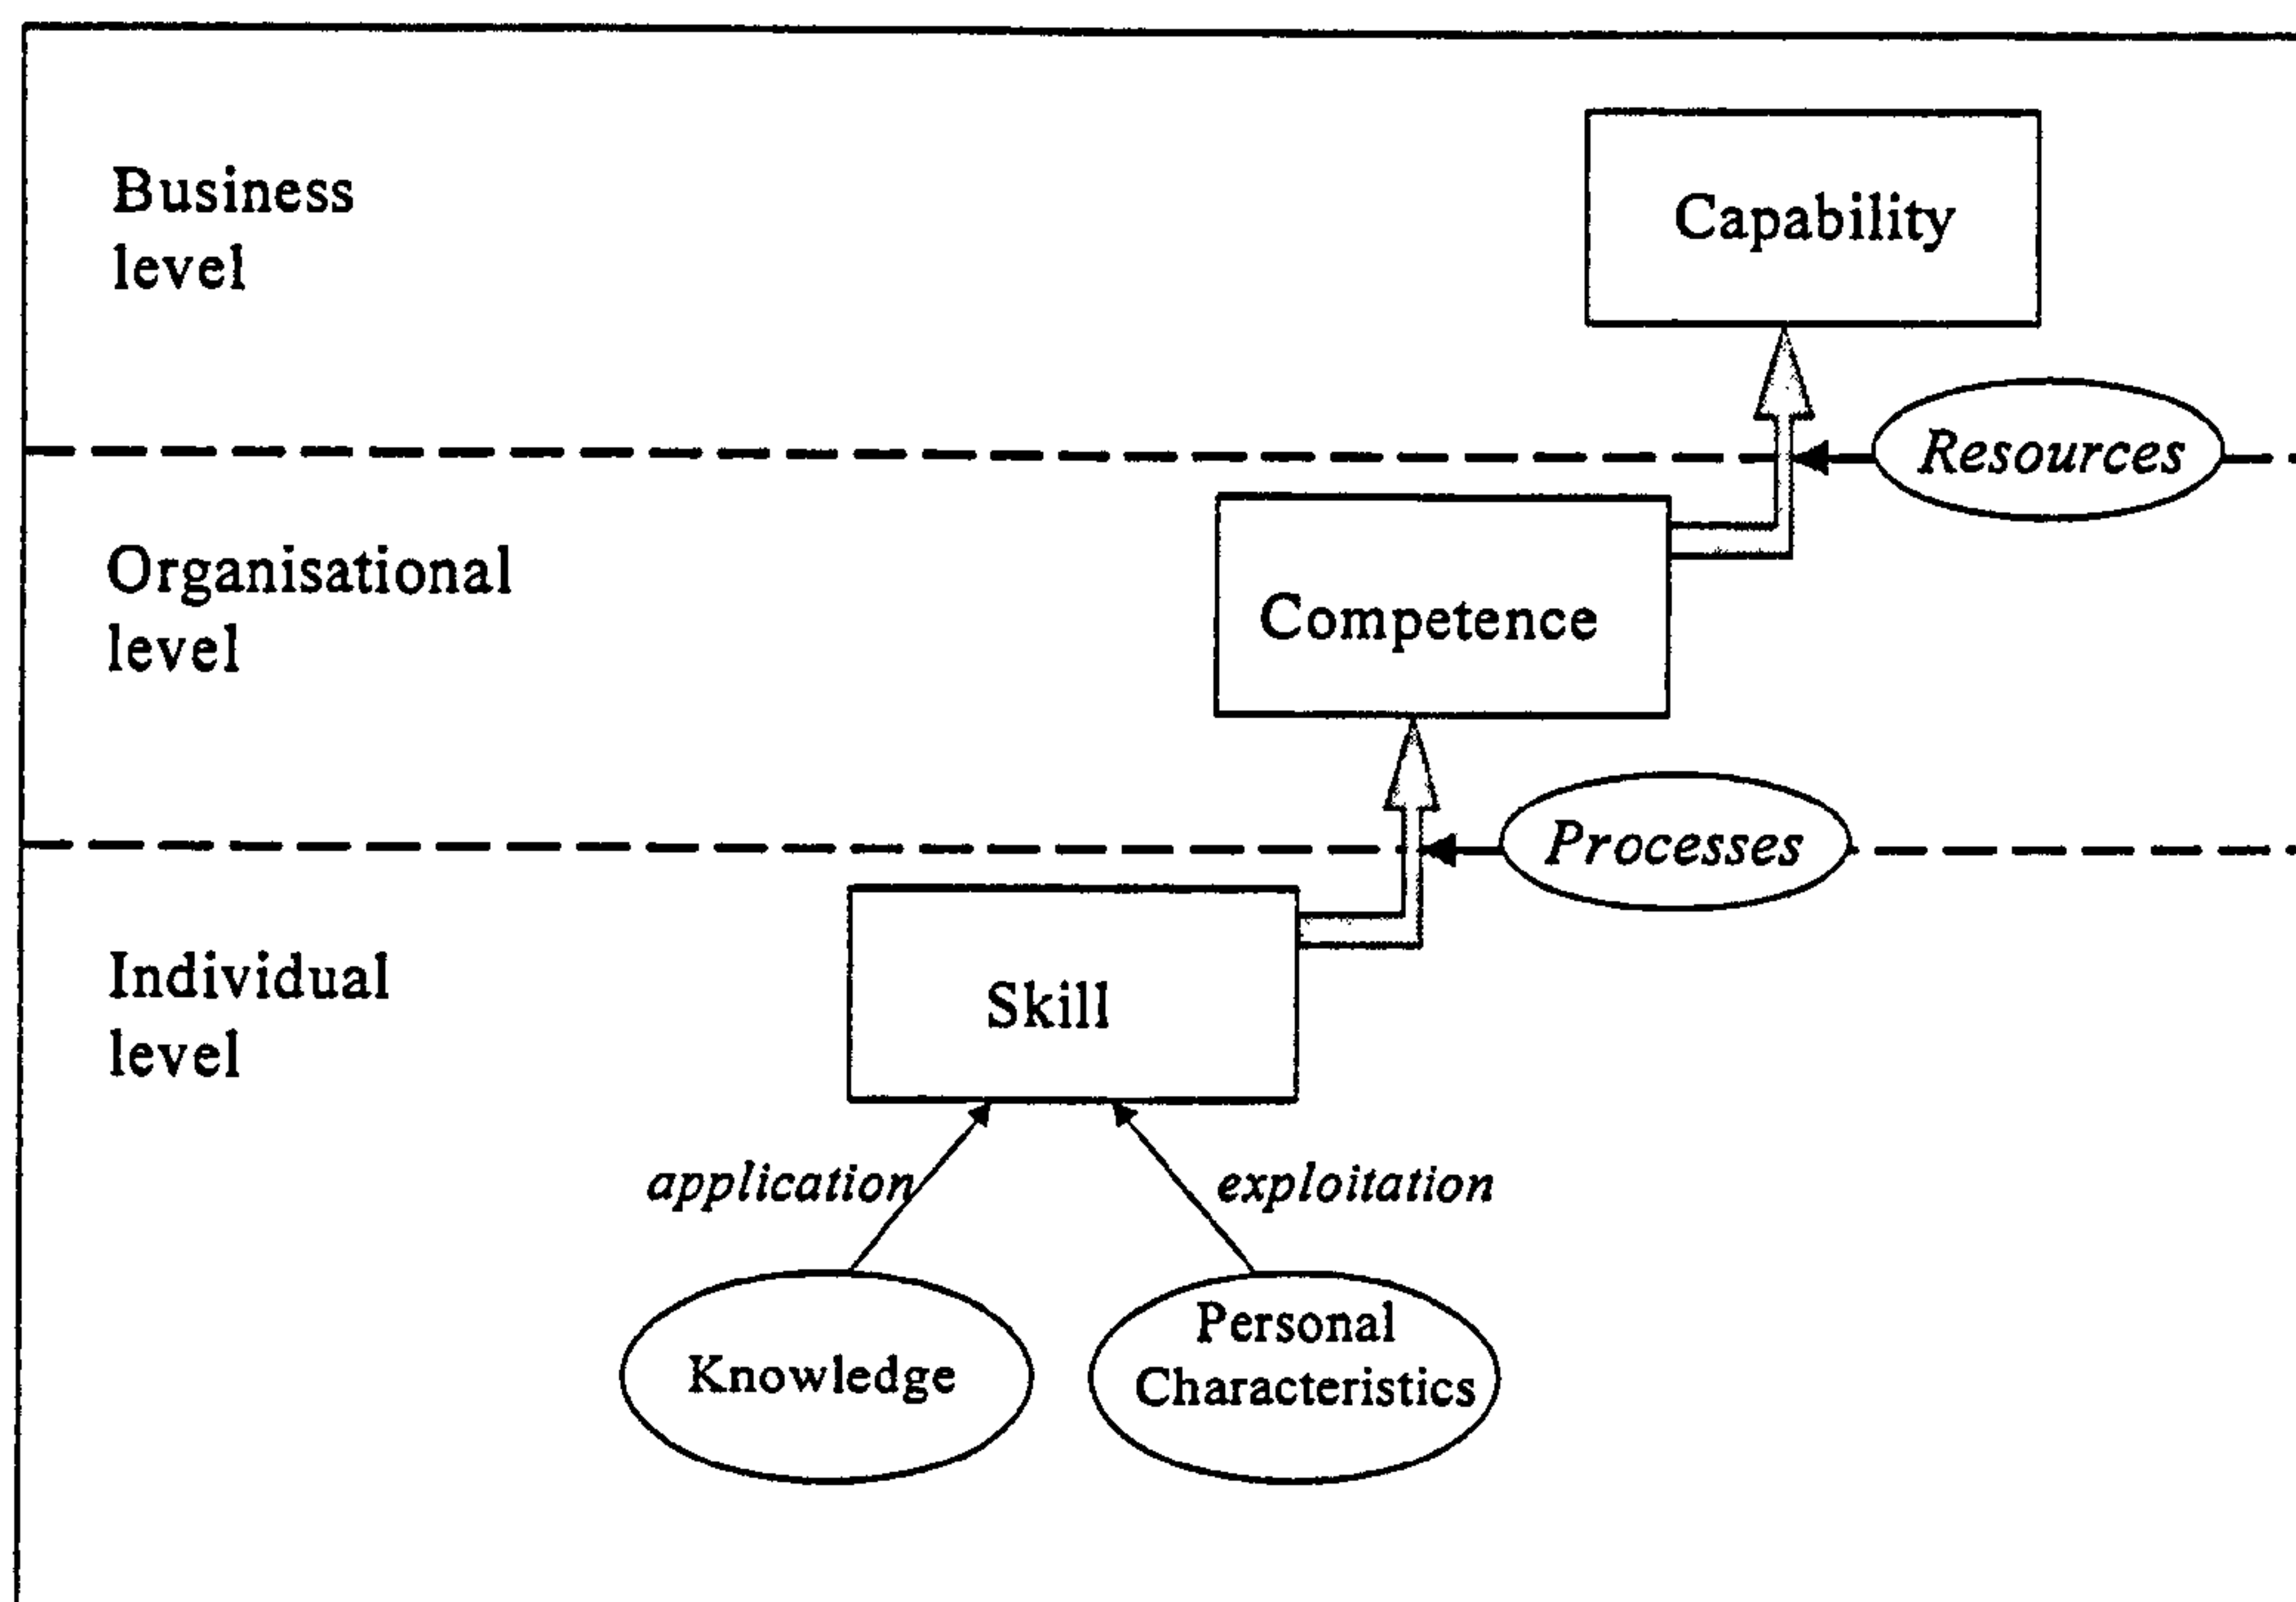 Business
level
Capability
Resources
Organisational
level
Competence
Processes
Individual
level
Skill
application
exploitation
Knowledge
Personal
Characteristics